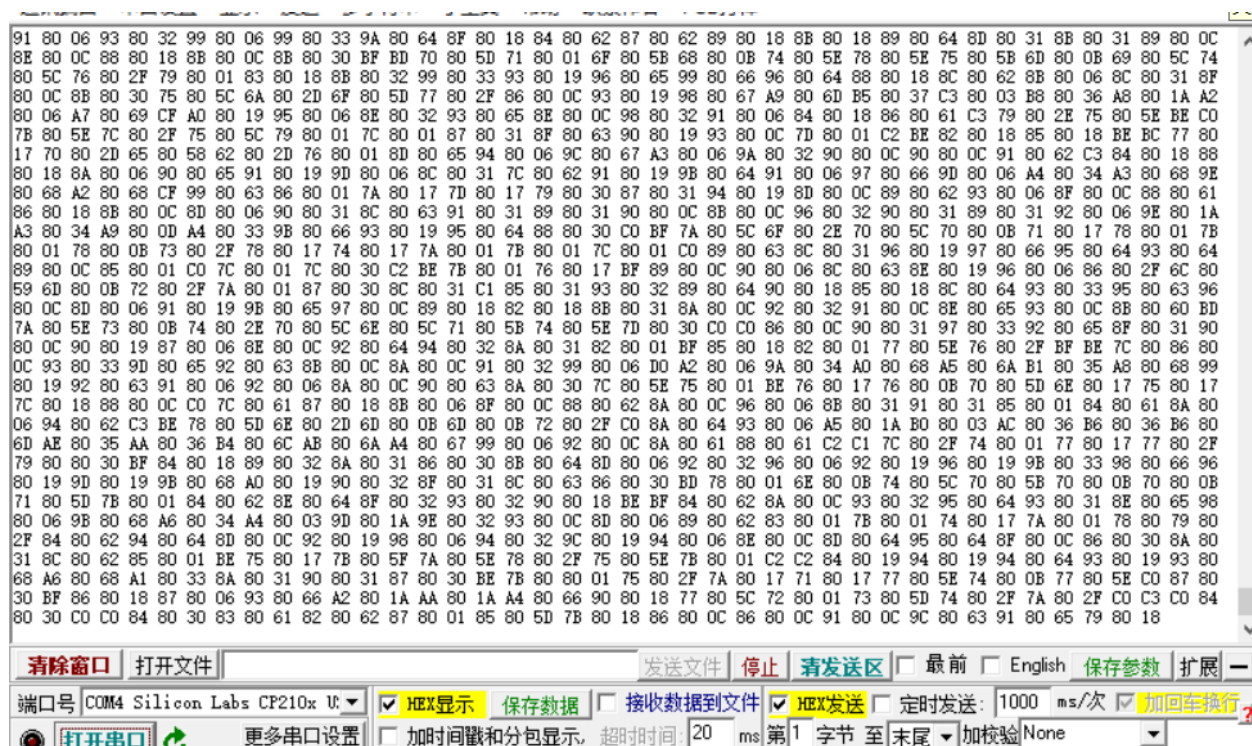 91 80 06 93 80 32 99 80 06 99 80 33 9A 80 64 8F 80 18 84 80 62 87 80 62 89 80 18 8B 80 18 89 80 64 8D 80 31 8B 80 31 89 80 0C
8E 80 0C 88 80 18 8B 80 0C 8B 80 30 BF BD 70 80 5D 71 80 01 6F 80 5B 68 80 0B 74 80 5E 78 80 5E 75 80 5B 6D 80 0B 69 80 5C 74
80 5C 76 80 2F 79 80 01 83 80 18 8B 80 32 99 80 33 93 80 19 96 80 65 99 80 66 96 80 64 88 80 18 8C 80 62 8B 80 06 8C 80 31 8F
80 0C 8B 80 30 75 80 5C 6A 80 2D 6F 80 5D 77 80 2F 86 80 0C 93 80 19 98 80 67 A9 80 6D B5 80 37 C3 80 03 B8 80 36 A8 80 1A A2
80 06 A7 80 69 CF A0 80 19 95 80 06 8E 80 32 93 80 65 8E 80 0C 98 80 32 91 80 06 84 80 18 86 80 61 C3 79 80 2E 75 80 5E BE C0
7B 80 5E 7C 80 2F 75 80 5C 79 80 01 7C 80 01 87 80 31 8F 80 63 90 80 19 93 80 0C 7D 80 01 C2 BE 82 80 18 85 80 18 BE BC 77 80
17 70 80 2D 65 80 58 62 80 2D 76 80 01 8D 80 65 94 80 06 9C 80 67 A3 80 06 9A 80 32 90 80 0C 90 80 0C 91 80 62 C3 84 80 18 88
80 18 8A 80 06 90 80 65 91 80 19 9D 80 06 8C 80 31 7C 80 62 91 80 19 9B 80 64 91 80 06 97 80 66 9D 80 06 A4 80 34 A3 80 68 9E
80 68 A2 80 68 CF 99 80 63 86 80 01 7A 80 17 7D 80 17 79 80 30 87 80 31 94 80 19 8D 80 0C 89 80 62 93 80 06 8F 80 0C 88 80 61
86 80 18 8B 80 0C 8D 80 06 90 80 31 8C 80 63 91 80 31 89 80 31 90 80 0C 8B 80 0C 96 80 32 90 80 31 89 80 31 92 80 06 9E 80 1A
A3 80 34 A9 80 0D A4 80 33 9B 80 66 93 80 19 95 80 64 88 80 30 C0 BF 7A 80 5C 6F 80 2E 70 80 5C 70 80 0B 71 80 17 78 80 01 7B
80 01 78 80 0B 73 80 2F 78 80 17 74 80 17 7A 80 01 7B 80 01 7C 80 01 C0 89 80 63 8C 80 31 96 80 19 97 80 66 95 80 64 93 80 64
89 80 0C 85 80 01 C0 7C 80 01 7C 80 30 C2 BE 7B 80 01 76 80 17 BF 89 80 0C 90 80 06 8C 80 63 8E 80 19 96 80 06 86 80 2F 6C 80
59 6D 80 0B 72 80 2F 7A 80 01 87 80 30 8C 80 31 C1 85 80 31 93 80 32 89 80 64 90 80 18 85 80 18 8C 80 64 93 80 33 95 80 63 96
80 0C 8D 80 06 91 80 19 9B 80 65 97 80 0C 89 80 18 82 80 18 8B 80 31 8A 80 0C 92 80 32 91 80 0C 8E 80 65 93 80 0C 8B 80 60 BD
7A 80 5E 73 80 0B 74 80 2E 70 80 5C 6E 80 5C 71 80 5B 74 80 5E 7D 80 30 C0 C0 86 80 0C 90 80 31 97 80 33 92 80 65 8F 80 31 90
80 0C 90 80 19 87 80 06 8E 80 0C 92 80 64 94 80 32 8A 80 31 82 80 01 BF 85 80 18 82 80 01 77 80 5E 76 80 2F BF BE 7C 80 86 80
0C 93 80 33 9D 80 65 92 80 63 8B 80 0C 8A 80 0C 91 80 32 99 80 06 D0 A2 80 06 9A 80 34 A0 80 68 A5 80 6A B1 80 35 A8 80 68 99
80 19 92 80 63 91 80 06 92 80 06 8A 80 0C 90 80 63 8A 80 30 7C 80 5E 75 80 01 BE 76 80 17 76 80 0B 70 80 5D 6E 80 17 75 80 17
7C 80 18 88 80 0C C0 7C 80 61 87 80 18 8B 80 06 8F 80 0C 88 80 62 8A 80 0C 96 80 06 8B 80 31 91 80 31 85 80 01 84 80 61 8A 80
06 94 80 62 C3 BE 78 80 5D 6E 80 2D 6D 80 0B 6D 80 0B 72 80 2F C0 8A 80 64 93 80 06 A5 80 1A B0 80 03 AC 80 36 B6 80 36 B6 80
6D AE 80 35 AA 80 36 B4 80 6C AB 80 6A A4 80 67 99 80 06 92 80 0C 8A 80 61 88 80 61 C2 C1 7C 80 2F 74 80 01 77 80 17 77 80 2F
79 80 80 30 BF 84 80 18 89 80 32 8A 80 31 86 80 30 8B 80 64 8D 80 06 92 80 32 96 80 06 92 80 19 96 80 19 9B 80 33 98 80 66 96
80 19 9D 80 19 9B 80 68 A0 80 19 90 80 32 8F 80 31 8C 80 63 86 80 30 BD 78 80 01 6E 80 0B 74 80 5C 70 80 5B 70 80 0B 70 80 0B
71 80 5D 7B 80 01 84 80 62 8E 80 64 8F 80 32 93 80 32 90 80 18 BE BF 84 80 62 8A 80 0C 93 80 32 95 80 64 93 80 31 8E 80 65 98
80 06 9B 80 68 A6 80 34 A4 80 03 9D 80 1A 9E 80 32 93 80 0C 8D 80 06 89 80 62 83 80 01 7B 80 01 74 80 17 7A 80 01 78 80 79 80
2F 84 80 62 94 80 64 8D 80 0C 92 80 19 98 80 06 94 80 32 9C 80 19 94 80 06 8E 80 0C 8D 80 64 95 80 64 8F 80 0C 86 80 30 8A 80
31 8C 80 62 85 80 01 BE 75 80 17 7B 80 5F 7A 80 5E 78 80 2F 75 80 5E 7B 80 01 C2 C2 84 80 19 94 80 19 94 80 64 93 80 19 93 80
68 A6 80 68 A1 80 33 8A 80 31 90 80 31 87 80 30 BE 7B 80 80 01 75 80 2F 7A 80 17 71 80 17 77 80 5E 74 80 0B 77 80 5E C0 87 80
30 BF 86 80 18 87 80 06 93 80 66 A2 80 1A AA 80 1A A4 80 66 90 80 18 77 80 5C 72 80 01 73 80 5D 74 80 2F 7A 80 2F C0 C3 C0 84
80 30 C0 C0 84 80 30 83 80 61 82 80 62 87 80 01 85 80 5D 7B 80 18 86 80 0C 86 80 0C 91 80 0C 9C 80 63 91 80 65 79 80 18
清除窗口 打开文件 发送文件 停止 清发送区 最前 English 保存参数 扩展 —
端口号 COM4 Silicon Labs CP210x U HEX显示 保存数据 接收数据到文件 HEX发送 定时发送: 1000 ms/次 加回车换行
打开串口 更多串口设置 加时间戳和分包显示, 超时时间: 20 ms 第 1 字节 至 末尾 加校验 None